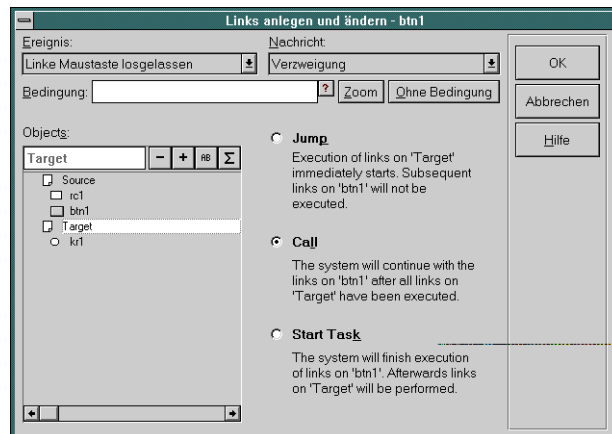 Links anlegen und ändern - btn1
Ereignis:
Nachricht:
Linke Maustaste losgelassen
Verzweigung
OK
Bedingung:
?
Zoom
Ohne Bedingung
Abbrechen
Objects:
Hilfe
Target
- + AB Σ
Source
rc1
btn1
Target
kr1
Jump
Execution of links on 'Target'
immediately starts. Subsequent
links on 'btn1' will not be
executed.
Call
The system will continue with the
links on 'btn1' after all links on
'Target' have been executed.
Start Task
The system will finish execution
of links on 'btn1'. Afterwards links
on 'Target' will be performed.